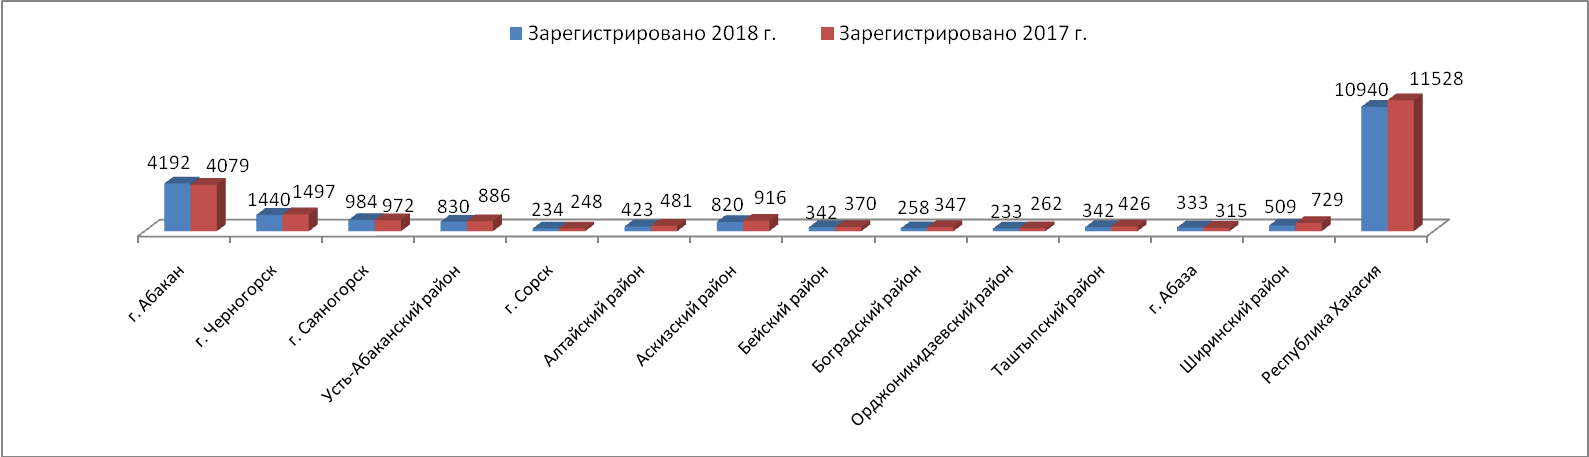 Зарегистрировано 2018 г. Зарегистрировано 2017 г.
4192 4079 1440 1497 984 972 830 886 234 248 423 481 820 916 342 370 258 347 233 262 342 426 333 315 509 729 10940 11528
г. Абакан
г. Черногорск
г. Саяногорск
Усть-Абаканский район
г. Сорск
Алтайский район
Аскизский район
Бейский район
Боградский район
Орджоникидзевский район
Таштыпский район
г. Абаза
Ширинский район
Республика Хакасия